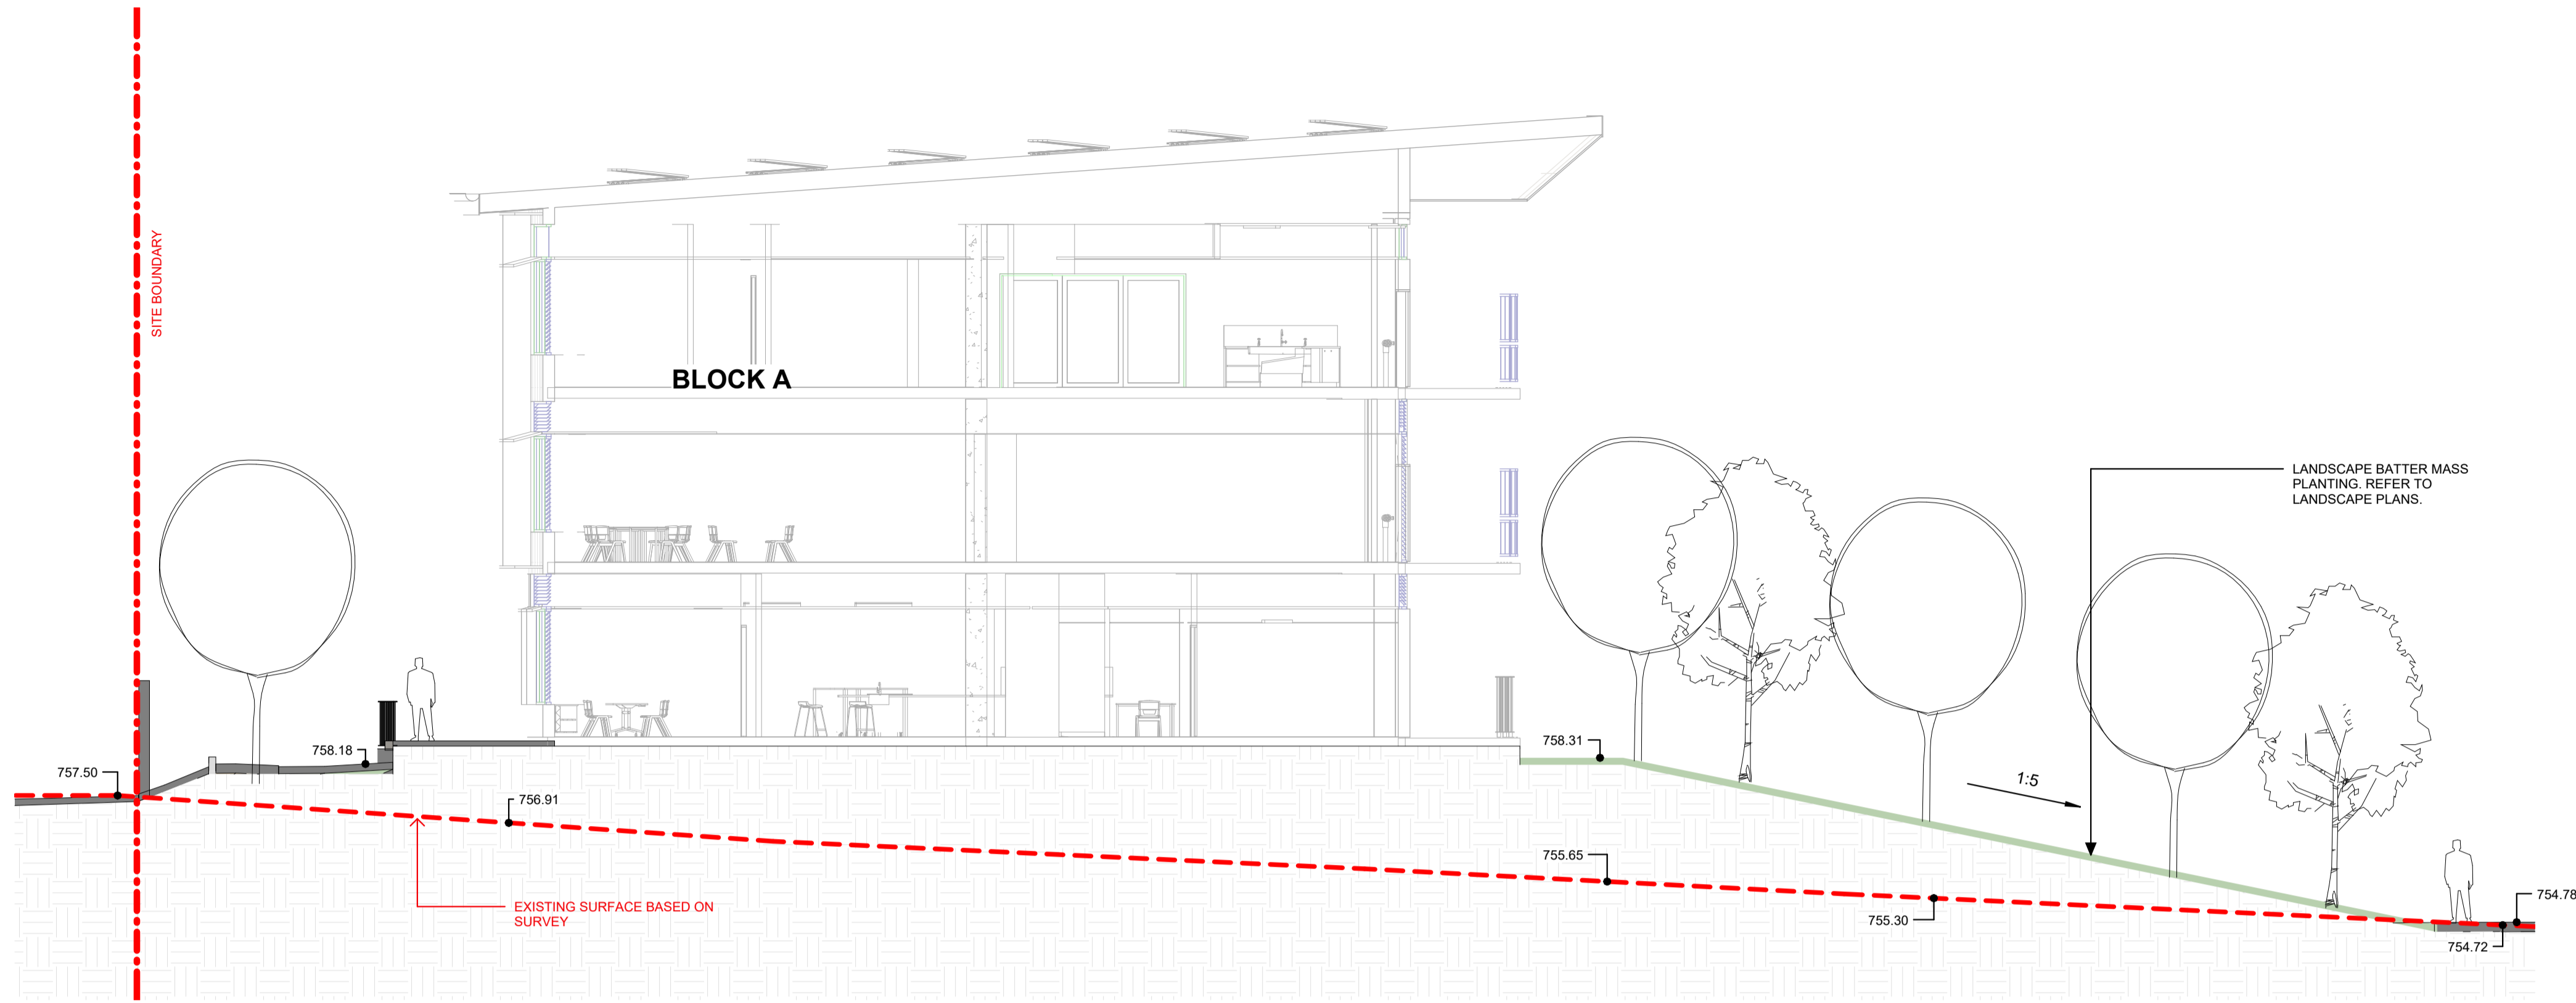 SITE BOUNDARY
BLOCK A
LANDSCAPE BATTER MASS
PLANTING. REFER TO
LANDSCAPE PLANS.
758.18
757.50
756.91
758.31
1:5
755.65
755.30
754.78
754.72
EXISTING SURFACE BASED ON
SURVEY